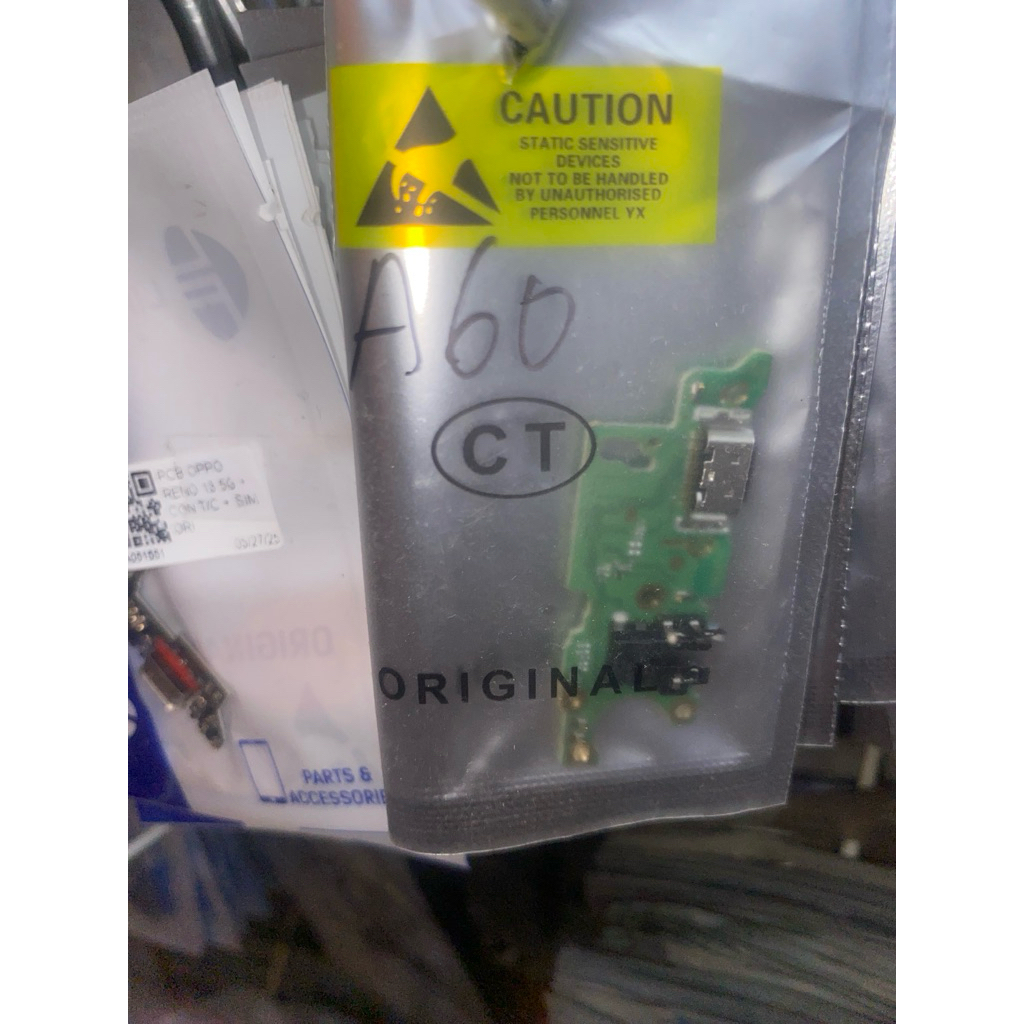 CAUTION
STATIC SENSITIVE
DEVICES
NOT TO BE HANDLED
BY UNAUTHORISED
PERSONNEL YX
A60
CT
ORIGINAL
PCB OPPO
RENO 13 5G +
CON T/C + SIM
ORI
05/27/25
PARTS &
ACCESSORIE